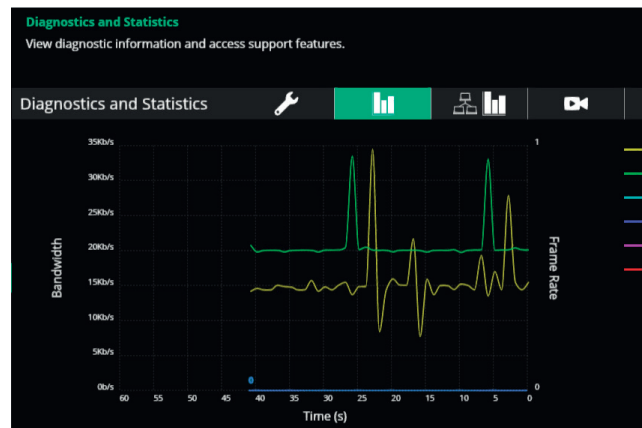 Diagnostics and Statistics
View diagnostic information and access support features.
Diagnostics and Statistics
35Kb/s
30Kb/s
25Kb/s
20Kb/s
15Kb/s
10Kb/s
5Kb/s
0b/s
Bandwidth
1
0
Frame Rate
0
60 55 50 45 40 35 30 25 20 15 10 5 0
Time (s)